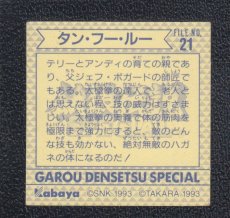 タン・フー・ルー
FILE NO.
21
テリーとアンディの育ての親であ
り、父ジェフ・ボガードの師匠で
もある。太極拳の達人で、老人と
は思えない程、技の威力はすさま
じい。太極拳の極意で体の筋肉を
極限まで強力にすると、敵のどん
な技も効かない、絶対無敵のハガ
ネの体になるのだ!
GAROU DENSETSU SPECIAL
Kabaya ©SNK 1993 ©TAKARA 1993